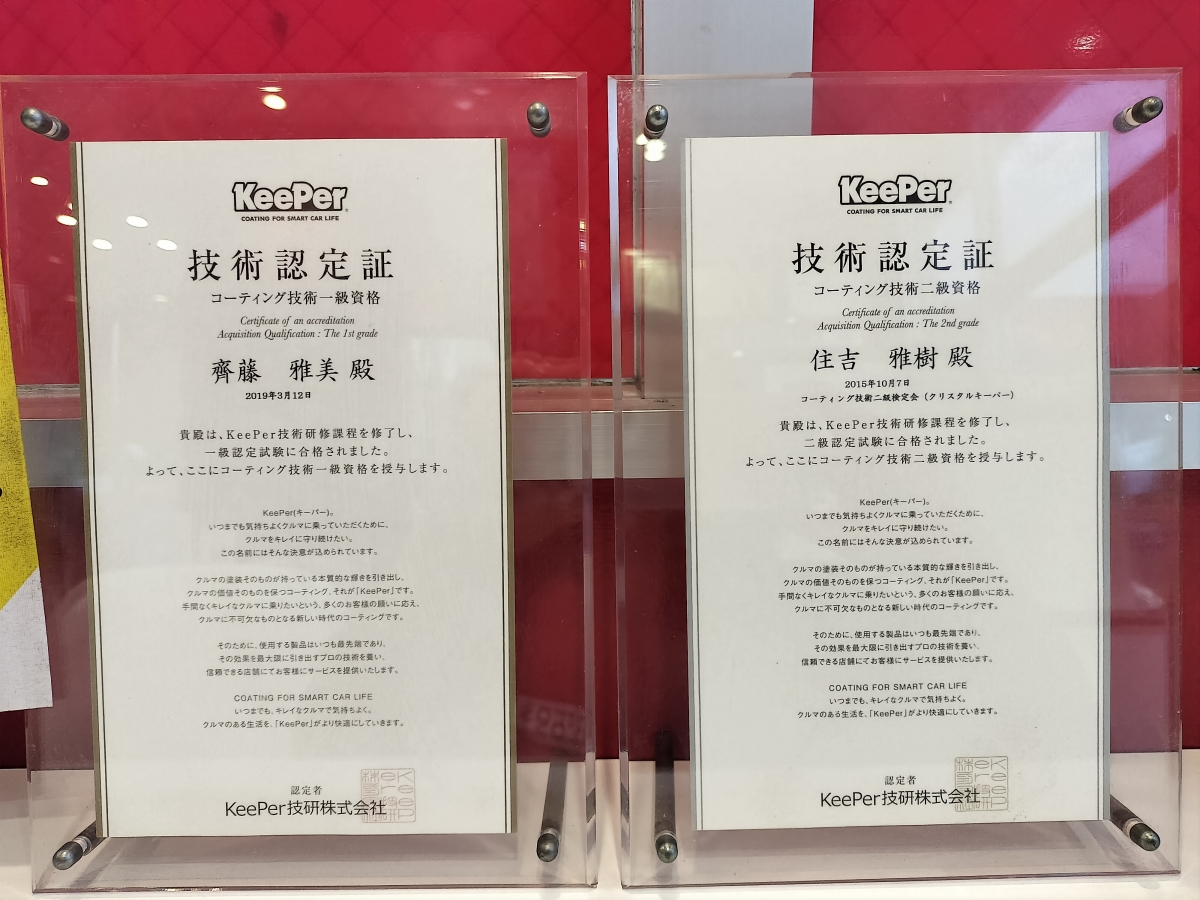 KeePer
COATING FOR SMART CAR LIFE
技術認定証
コーティング技術一級資格
Certificate of an accreditation
Acquisition Qualification : The 1st grade
齊藤 雅美 殿
2019年3月12日
貴殿は、KeePer技術研修課程を修了し、
一級認定試験に合格されました。
よって、ここにコーティング技術一級資格を授与します。
KeePer(キーパー)。
いつまでも気持ちよくクルマに乗っていただくために、
クルマをキレイに守り続けたい。
この名前にはそんな決意が込められています。
クルマの塗装そのものが持っている本質的な輝きを引き出し、
クルマの価値そのものを保つコーティング、それが「KeePer」です。
手間なくキレイなクルマに乗りたいという、多くのお客様の願いに応え、
クルマに不可欠なものとなる新しい時代のコーティングです。
そのために、使用する製品はいつも最先端であり、
その効果を最大限に引き出すプロの技術を養い、
信頼できる店舗にてお客様にサービスを提供いたします。
COATING FOR SMART CAR LIFE
いつまでも、キレイなクルマで気持ちよく。
クルマのある生活を、「KeePer」がより快適にしていきます。
認定者
KeePer技研株式会社
KeePer
COATING FOR SMART CAR LIFE
技術認定証
コーティング技術二級資格
Certificate of an accreditation
Acquisition Qualification : The 2nd grade
住吉 雅樹 殿
2015年10月7日
コーティング技術二級検定会（クリスタルキーパー）
貴殿は、KeePer技術研修課程を修了し、
二級認定試験に合格されました。
よって、ここにコーティング技術二級資格を授与します。
KeePer(キーパー)。
いつまでも気持ちよくクルマに乗っていただくために、
クルマをキレイに守り続けたい。
この名前にはそんな決意が込められています。
クルマの塗装そのものが持っている本質的な輝きを引き出し、
クルマの価値そのものを保つコーティング、それが「KeePer」です。
手間なくキレイなクルマに乗りたいという、多くのお客様の願いに応え、
クルマに不可欠なものとなる新しい時代のコーティングです。
そのために、使用する製品はいつも最先端であり、
その効果を最大限に引き出すプロの技術を養い、
信頼できる店舗にてお客様にサービスを提供いたします。
COATING FOR SMART CAR LIFE
いつまでも、キレイなクルマで気持ちよく。
クルマのある生活を、「KeePer」がより快適にしていきます。
認定者
KeePer技研株式会社